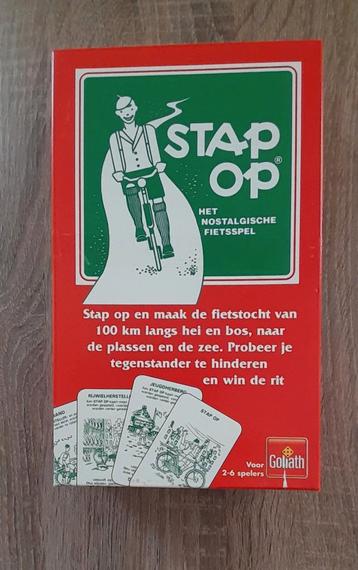 STAP
OP®
HET
NOSTALGISCHE
FIETSSPEL
Stap op en maak de fietstocht van
100 km langs hei en bos, naar
de plassen en de zee. Probeer je
tegenstander te hinderen
en win de rit
RIJWIELHERSTELL
JEUGDHERBERG
STAP OP
Voor
2-6 spelers
Goliath